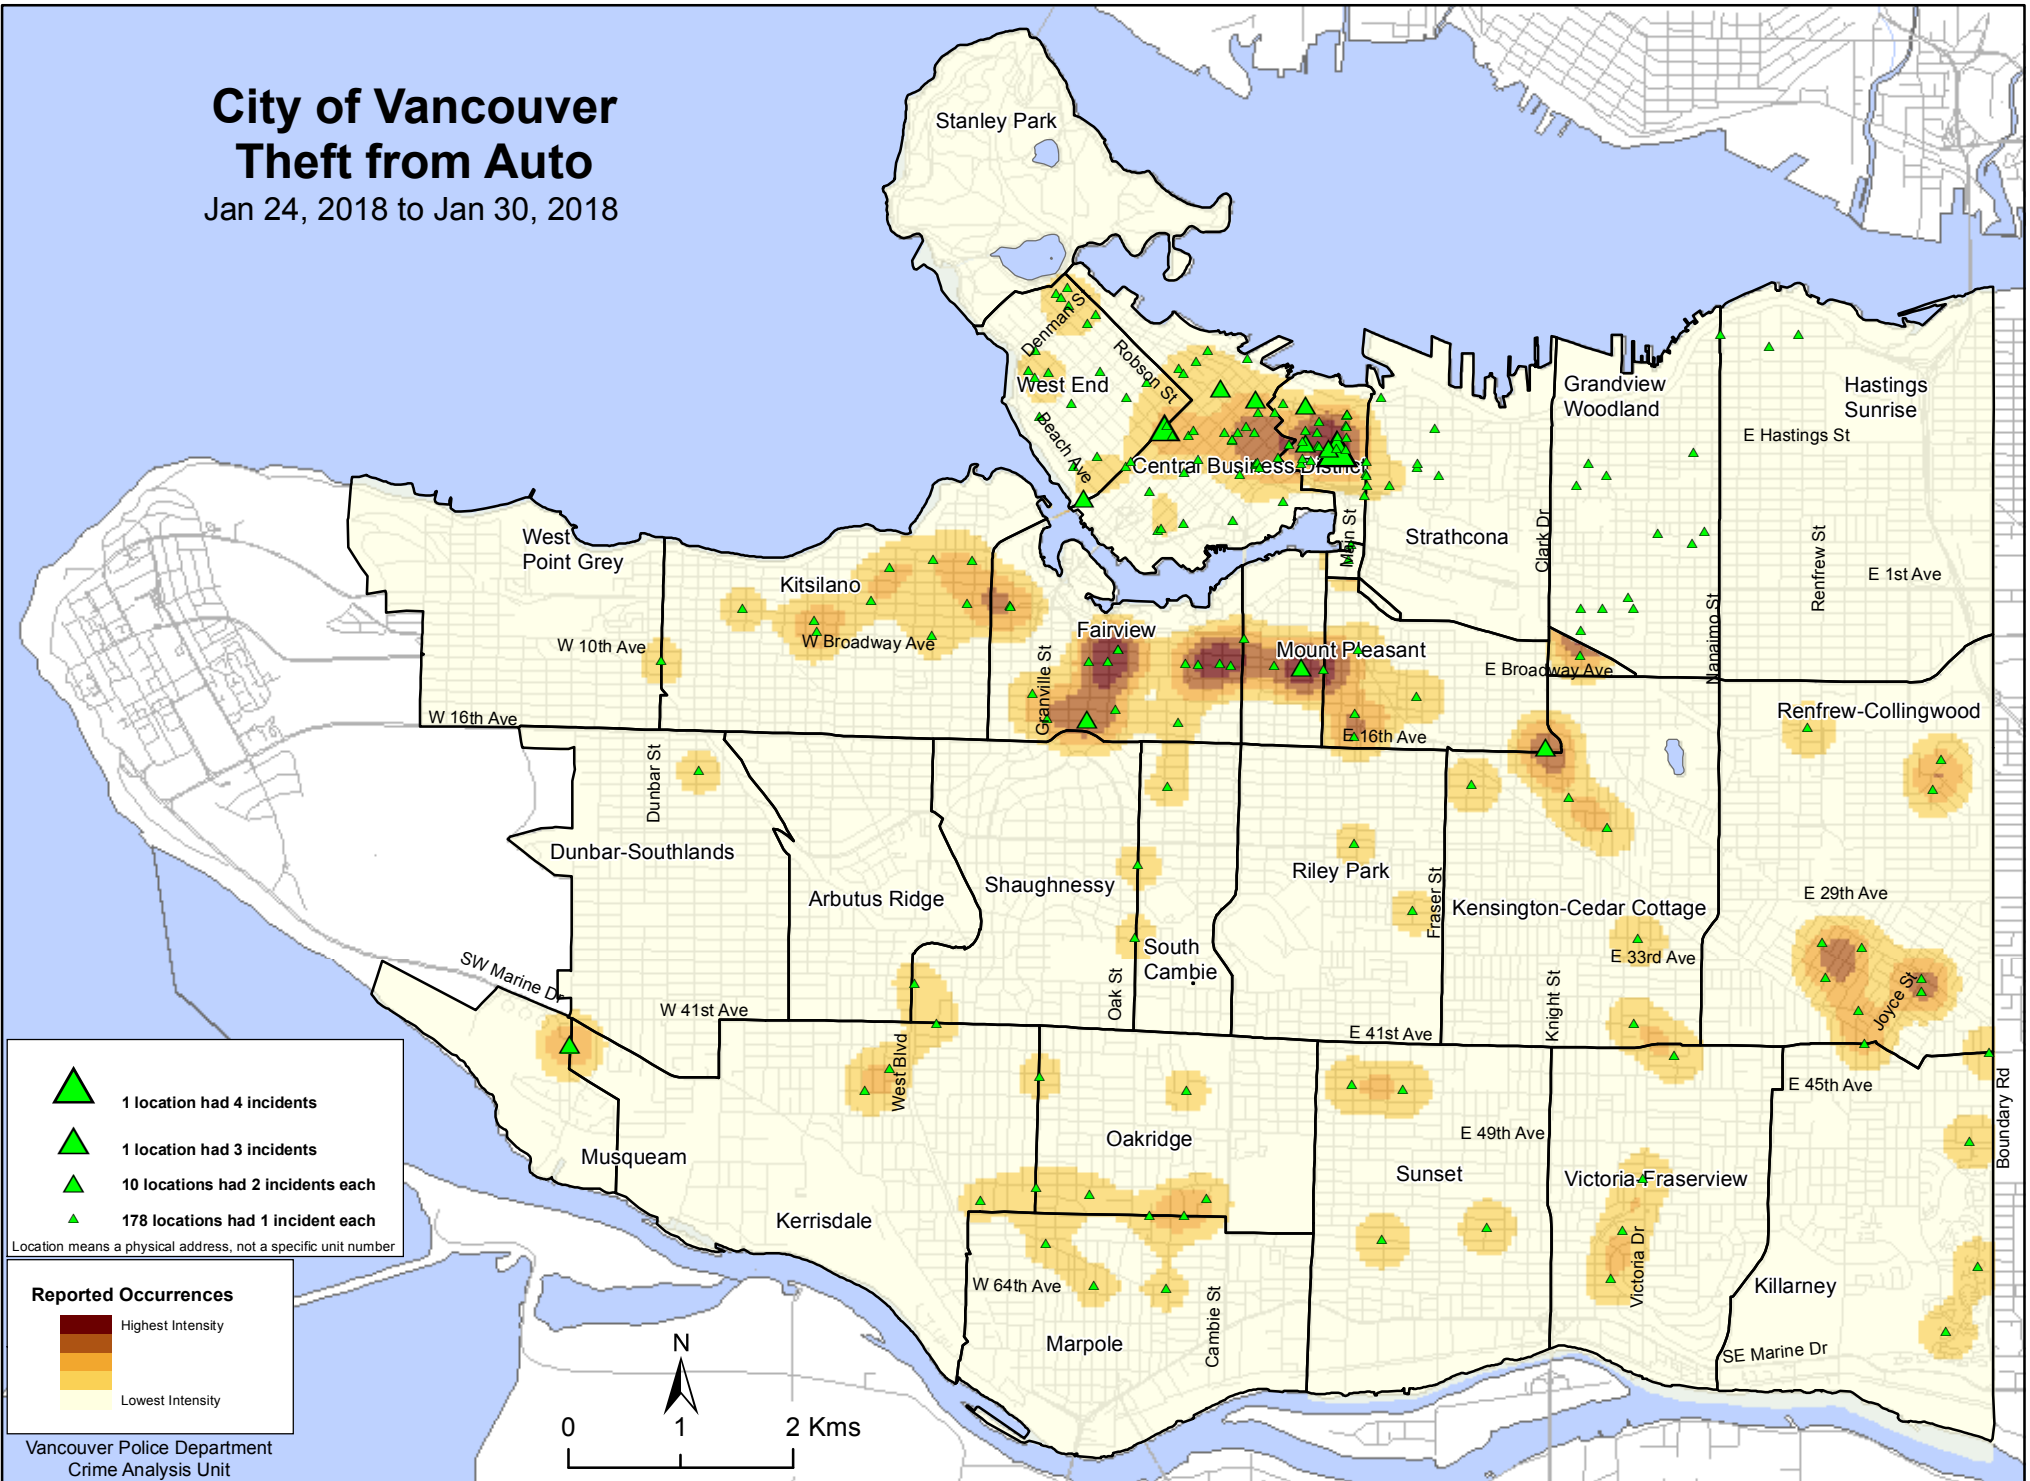 City of Vancouver
Theft from Auto
Jan 24, 2018 to Jan 30, 2018
Stanley Park
Denman S
Robson St
West End
Beach Ave
Central Business District
Grandview
Woodland
Hastings
Sunrise
E Hastings St
West
Point Grey
Kitsilano
Main St
Strathcona
Clark Dr
Renfrew St
E 1st Ave
Nanaimo St
W 10th Ave
W Broadway Ave
Fairview
Granville St
Mount Pleasant
E Broadway Ave
W 16th Ave
E 16th Ave
Renfrew-Collingwood
Dunbar St
Dunbar-Southlands
Arbutus Ridge
Shaughnessy
Riley Park
Fraser St
Kensington-Cedar Cottage
E 29th Ave
South
Cambie
E 33rd Ave
SW Marine Dr
W 41st Ave
Oak St
Knight St
Joyce St
E 41st Ave
West Blvd
E 45th Ave
Boundary Rd
Musqueam
Oakridge
E 49th Ave
Sunset
Victoria-Fraserview
Kerrisdale
Victoria Dr
W 64th Ave
Killarney
Marpole
Cambie St
SE Marine Dr
1 location had 4 incidents
1 location had 3 incidents
10 locations had 2 incidents each
178 locations had 1 incident each
Location means a physical address, not a specific unit number
Reported Occurrences
Highest Intensity
Lowest Intensity
Vancouver Police Department
Crime Analysis Unit
N
0 1 2 Kms